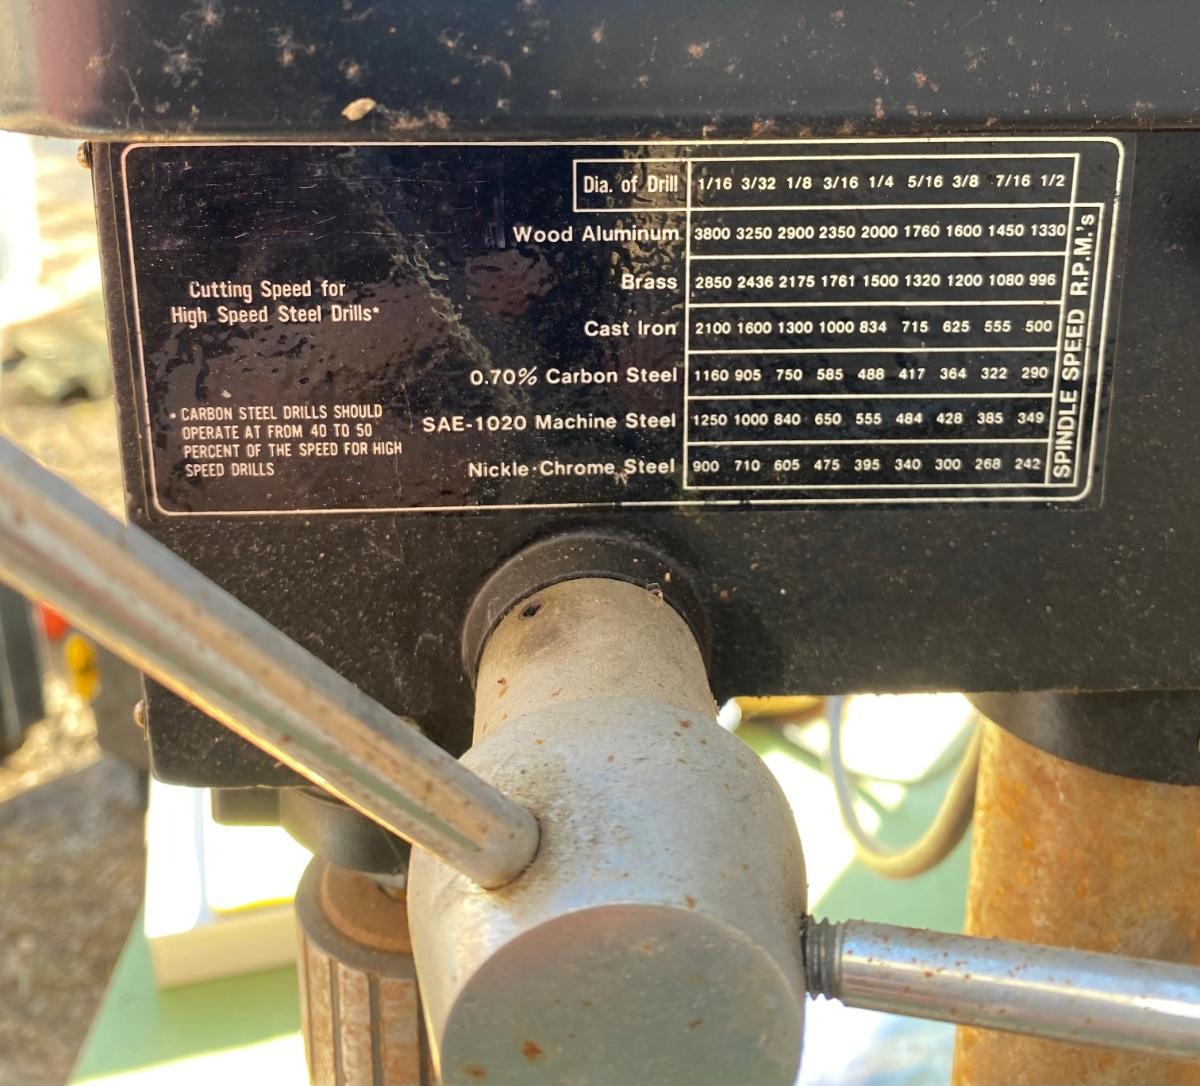 Dia. of Drill 1/16 3/32 1/8 3/16 1/4 5/16 3/8 7/16 1/2
Wood Aluminum 3800 3250 2900 2350 2000 1760 1600 1450 1330
Brass 2850 2436 2175 1761 1500 1320 1200 1080 996
Cast Iron 2100 1600 1300 1000 834 715 625 555 500
0.70% Carbon Steel 1160 905 750 585 488 417 364 322 290
SAE-1020 Machine Steel 1250 1000 840 650 555 484 428 385 349
Nickle·Chrome Steel 900 710 605 475 395 340 300 268 242
SPINDLE SPEED R.P.M.'s
Cutting Speed for
High Speed Steel Drills*
• CARBON STEEL DRILLS SHOULD
OPERATE AT FROM 40 TO 50
PERCENT OF THE SPEED FOR HIGH
SPEED DRILLS